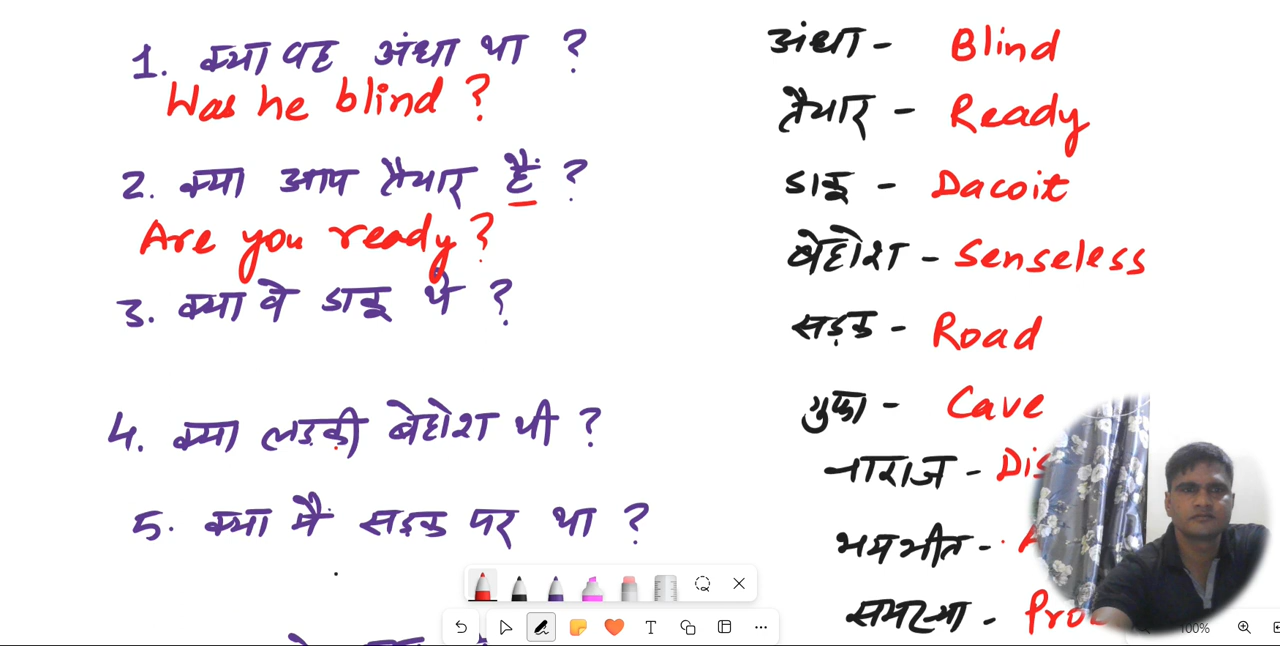 1. क्या वह अंधा था ?
Was he blind ?
2. क्या आप तैयार हैं ?
Are you ready ?
3. क्या वे डाकू थे ?
4. क्या लड़की बेहोश थी ?
5. क्या मैं सड़क पर था ?
अंधा - Blind
तैयार - Ready
डाकू - Dacoit
बेहोश - Senseless
सड़क - Road
गुफा - Cave
नाराज - Dis
भयभीत - A
समस्या - Pro
100%